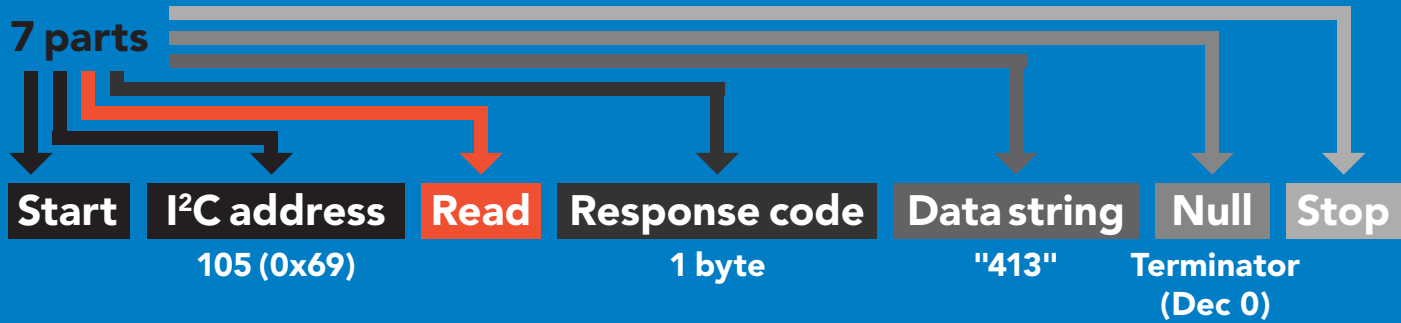 7 parts
Start I²C address Read Response code Data string Null Stop
105 (0x69) 1 byte "413" Terminator
(Dec 0)